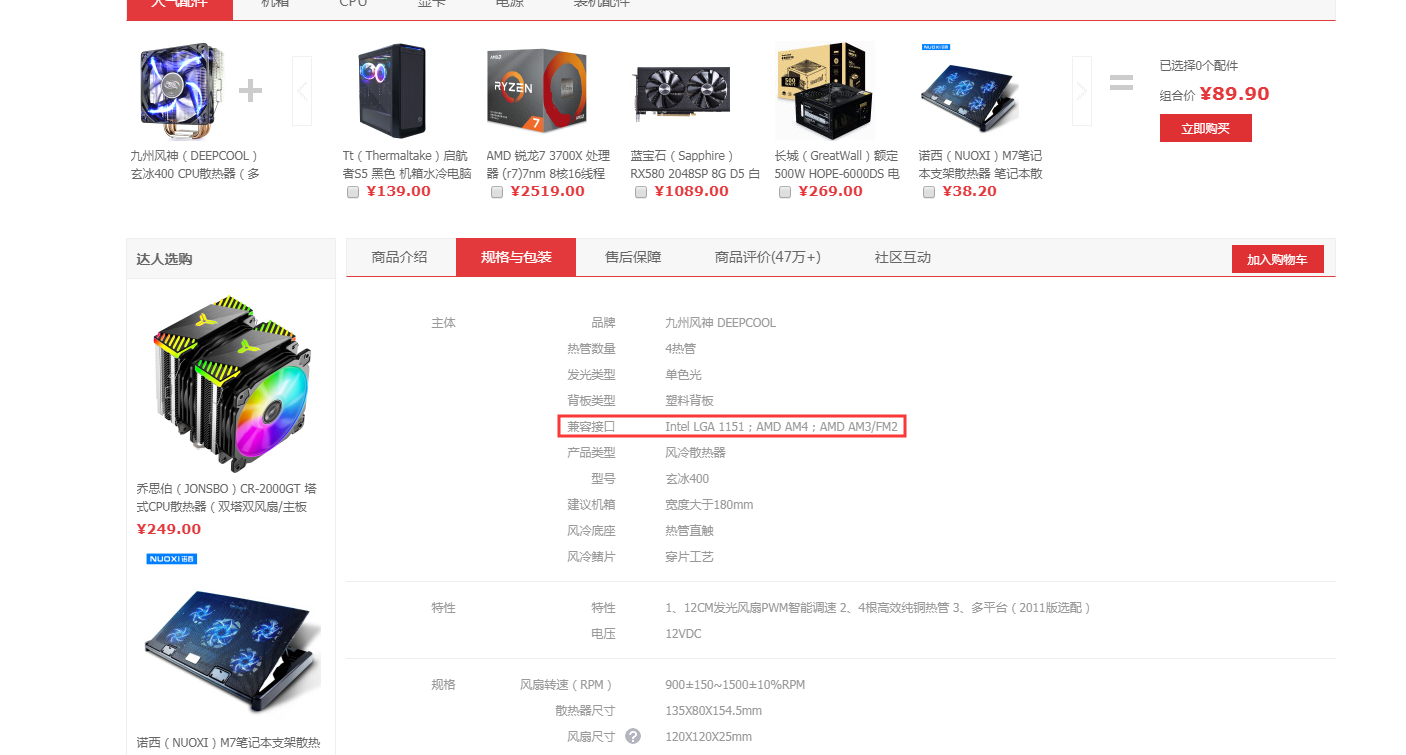 人气配件 机箱 CPU 显卡 电源 装机配件
NUOXI 诺西
已选择0个配件
组合价 ¥89.90
立即购买
九州风神（DEEPCOOL）
玄冰400 CPU散热器（多
Tt（Thermaltake）启航
者S5 黑色 机箱水冷电脑
¥139.00
AMD
RYZEN
7
AMD 锐龙7 3700X 处理
器 (r7)7nm 8核16线程
¥2519.00
蓝宝石（Sapphire）
RX580 2048SP 8G D5 白
¥1089.00
500
长城（GreatWall）额定
500W HOPE-6000DS 电
¥269.00
诺西（NUOXI）M7笔记
本支架散热器 笔记本散
¥38.20
达人选购
乔思伯（JONSBO）CR-2000GT 塔
式CPU散热器（双塔双风扇/主板
¥249.00
NUOXI 诺西
诺西（NUOXI）M7笔记本支架散热
商品介绍 规格与包装 售后保障 商品评价(47万+) 社区互动 加入购物车
主体 品牌 九州风神 DEEPCOOL
热管数量 4热管
发光类型 单色光
背板类型 塑料背板
兼容接口 Intel LGA 1151；AMD AM4；AMD AM3/FM2
产品类型 风冷散热器
型号 玄冰400
建议机箱 宽度大于180mm
风冷底座 热管直触
风冷鳍片 穿片工艺
特性 特性 1、12CM发光风扇PWM智能调速 2、4根高效纯铜热管 3、多平台（2011版选配）
电压 12VDC
规格 风扇转速（RPM） 900±150~1500±10%RPM
散热器尺寸 135X80X154.5mm
风扇尺寸 ? 120X120X25mm